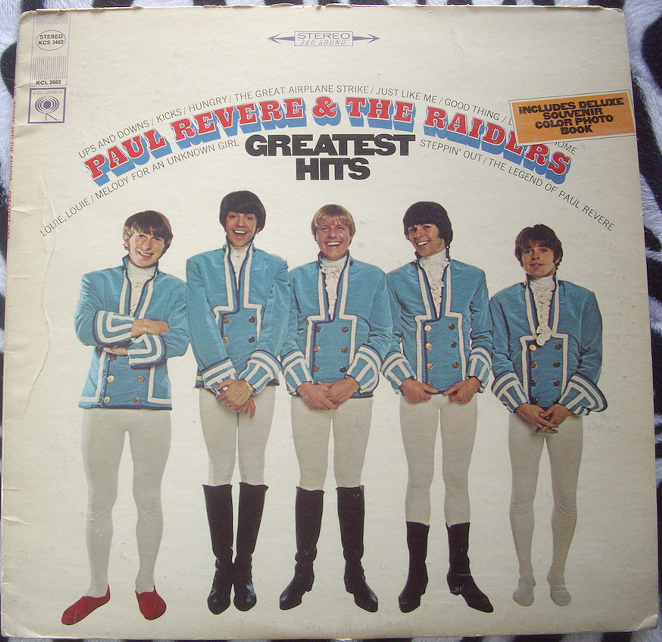 STEREO
KCS 3462
KCL 2662
COLUMBIA
STEREO
"360 SOUND"
UPS AND DOWNS / KICKS / HUNGRY / THE GREAT AIRPLANE STRIKE / JUST LIKE ME / GOOD THING /
HOME
PAUL REVERE & THE RAIDERS
GREATEST
HITS
LOUIE, LOUIE / MELODY FOR AN UNKNOWN GIRL
STEPPIN' OUT / THE LEGEND OF PAUL REVERE
INCLUDES DELUXE
SOUVENIR
COLOR PHOTO
BOOK